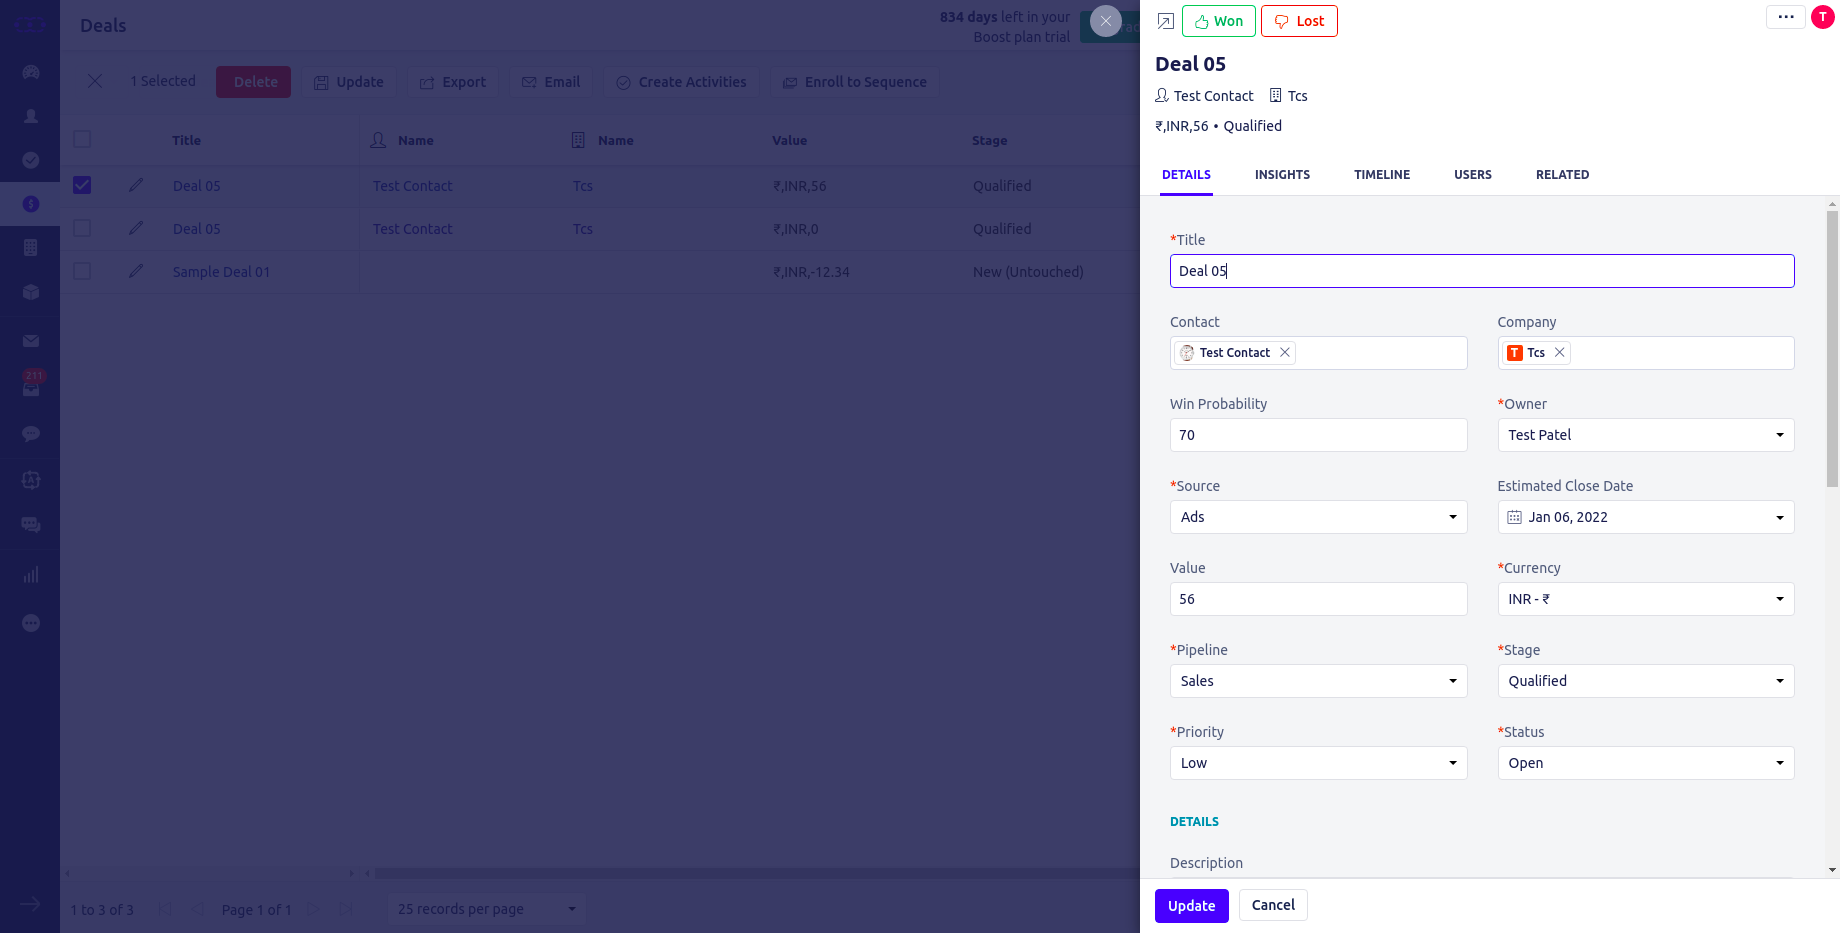 Deals
834 days left in your
Boost plan trial
1 Selected
Delete
Update
Export
Email
Create Activities
Enroll to Sequence
Title
Name
Name
Value
Stage
Deal 05
Test Contact
Tcs
₹,INR,56
Qualified
Deal 05
Test Contact
Tcs
₹,INR,0
Qualified
Sample Deal 01
₹,INR,-12.34
New (Untouched)
211
1 to 3 of 3
Page 1 of 1
25 records per page
Won
Lost
T
Deal 05
Test Contact
Tcs
₹,INR,56 • Qualified
DETAILS
INSIGHTS
TIMELINE
USERS
RELATED
*Title
Deal 05
Contact
Company
Test Contact
T Tcs
Win Probability
*Owner
70
Test Patel
*Source
Estimated Close Date
Ads
Jan 06, 2022
Value
*Currency
56
INR - ₹
*Pipeline
*Stage
Sales
Qualified
*Priority
*Status
Low
Open
DETAILS
Description
Update
Cancel